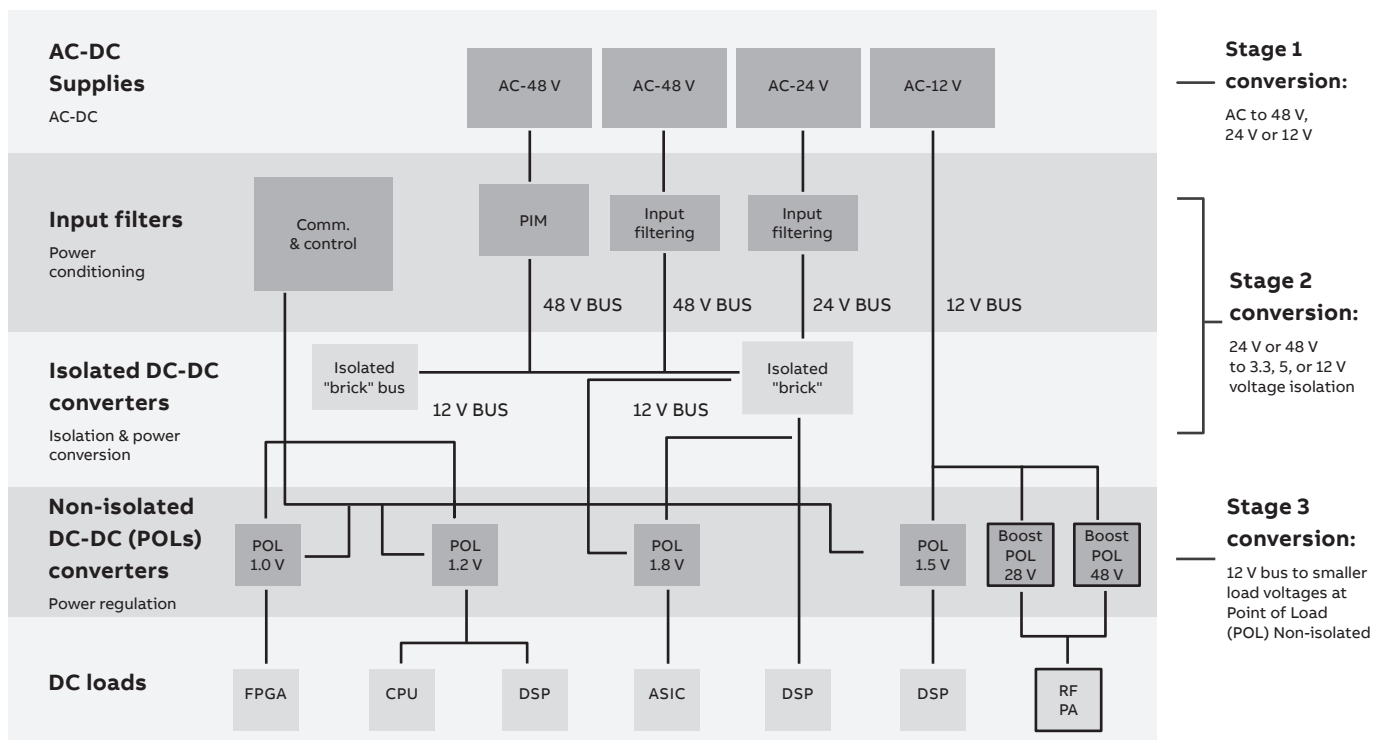 AC-DC
Supplies
AC-DC
AC-48 V
AC-48 V
AC-24 V
AC-12 V
Stage 1
conversion:
AC to 48 V,
24 V or 12 V
Input filters
Power
conditioning
Comm.
& control
PIM
Input
filtering
Input
filtering
48 V BUS
48 V BUS
24 V BUS
12 V BUS
Stage 2
conversion:
24 V or 48 V
to 3.3, 5, or 12 V
voltage isolation
Isolated DC-DC
converters
Isolation & power
conversion
Isolated
"brick" bus
Isolated
"brick"
12 V BUS
12 V BUS
Non-isolated
DC-DC (POLs)
converters
Power regulation
POL
1.0 V
POL
1.2 V
POL
1.8 V
POL
1.5 V
Boost
POL
28 V
Boost
POL
48 V
Stage 3
conversion:
12 V bus to smaller
load voltages at
Point of Load
(POL) Non-isolated
DC loads
FPGA
CPU
DSP
ASIC
DSP
DSP
RF
PA